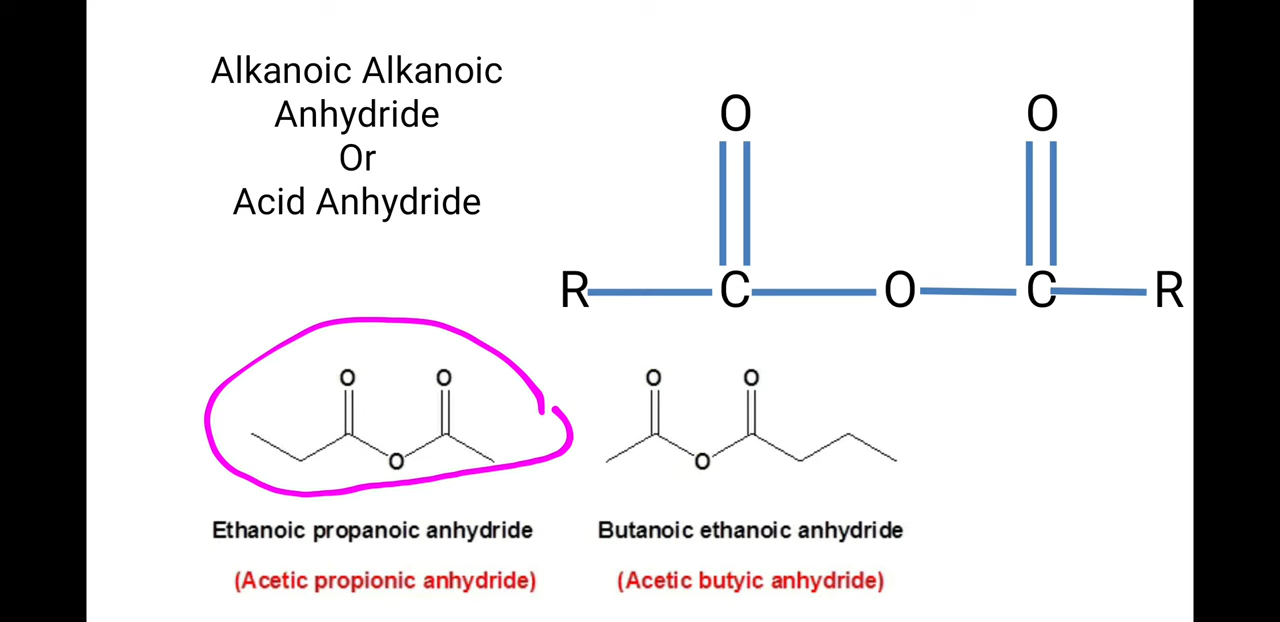 Alkanoic Alkanoic
Anhydride
Or
Acid Anhydride
O O
R C O C R
O O O O
O O
Ethanoic propanoic anhydride Butanoic ethanoic anhydride
(Acetic propionic anhydride) (Acetic butyic anhydride)